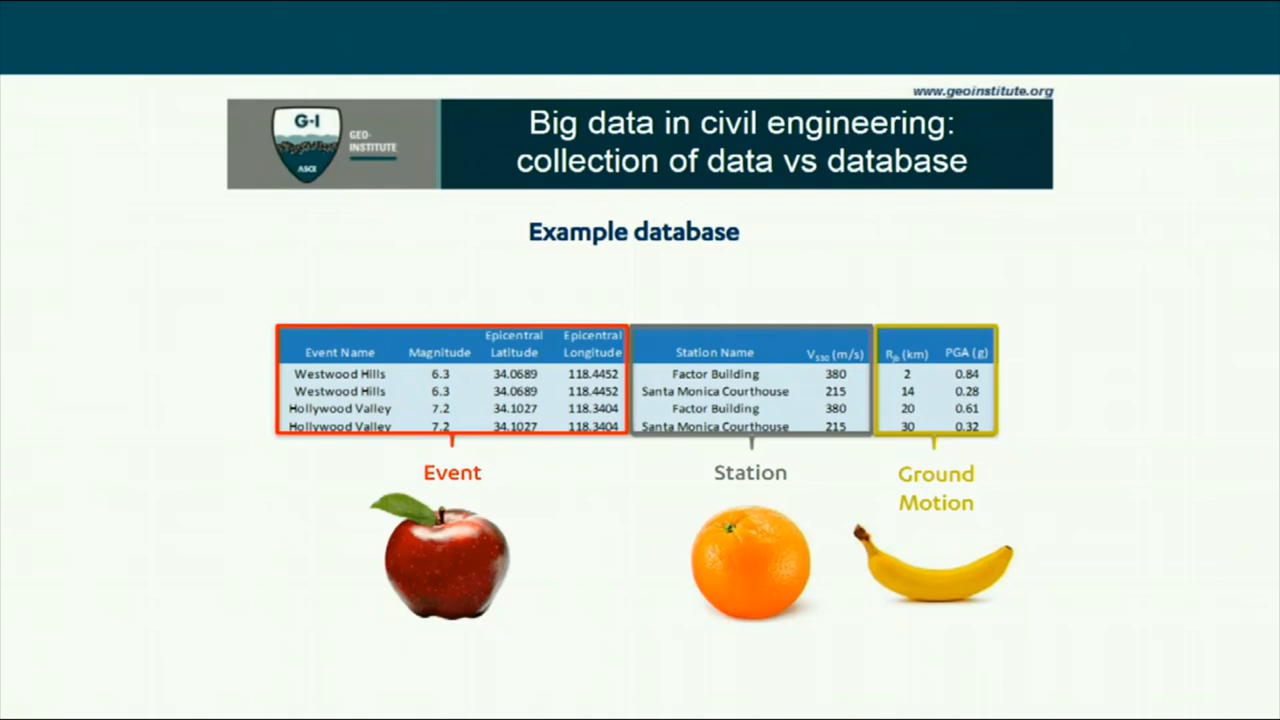 www.geoinstitute.org
G-I
GEO-
INSTITUTE
ASCE
Big data in civil engineering:
collection of data vs database
Example database
Event Name Magnitude Epicentral Latitude Epicentral Longitude Station Name VS30 (m/s) Rjb (km) PGA (g)
Westwood Hills 6.3 34.0689 118.4452 Factor Building 380 2 0.84
Westwood Hills 6.3 34.0689 118.4452 Santa Monica Courthouse 215 14 0.28
Hollywood Valley 7.2 34.1027 118.3404 Factor Building 380 20 0.61
Hollywood Valley 7.2 34.1027 118.3404 Santa Monica Courthouse 215 30 0.32
Event
Station
Ground
Motion